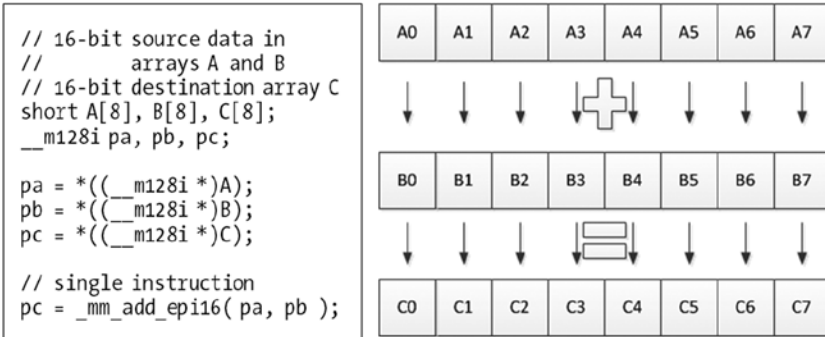 // 16-bit source data in
//        arrays A and B
// 16-bit destination array C
short A[8], B[8], C[8];
__m128i pa, pb, pc;
pa = *((__m128i *)A);
pb = *((__m128i *)B);
pc = *((__m128i *)C);
// single instruction
pc = _mm_add_epi16( pa, pb );
A0 A1 A2 A3 A4 A5 A6 A7
B0 B1 B2 B3 B4 B5 B6 B7
C0 C1 C2 C3 C4 C5 C6 C7